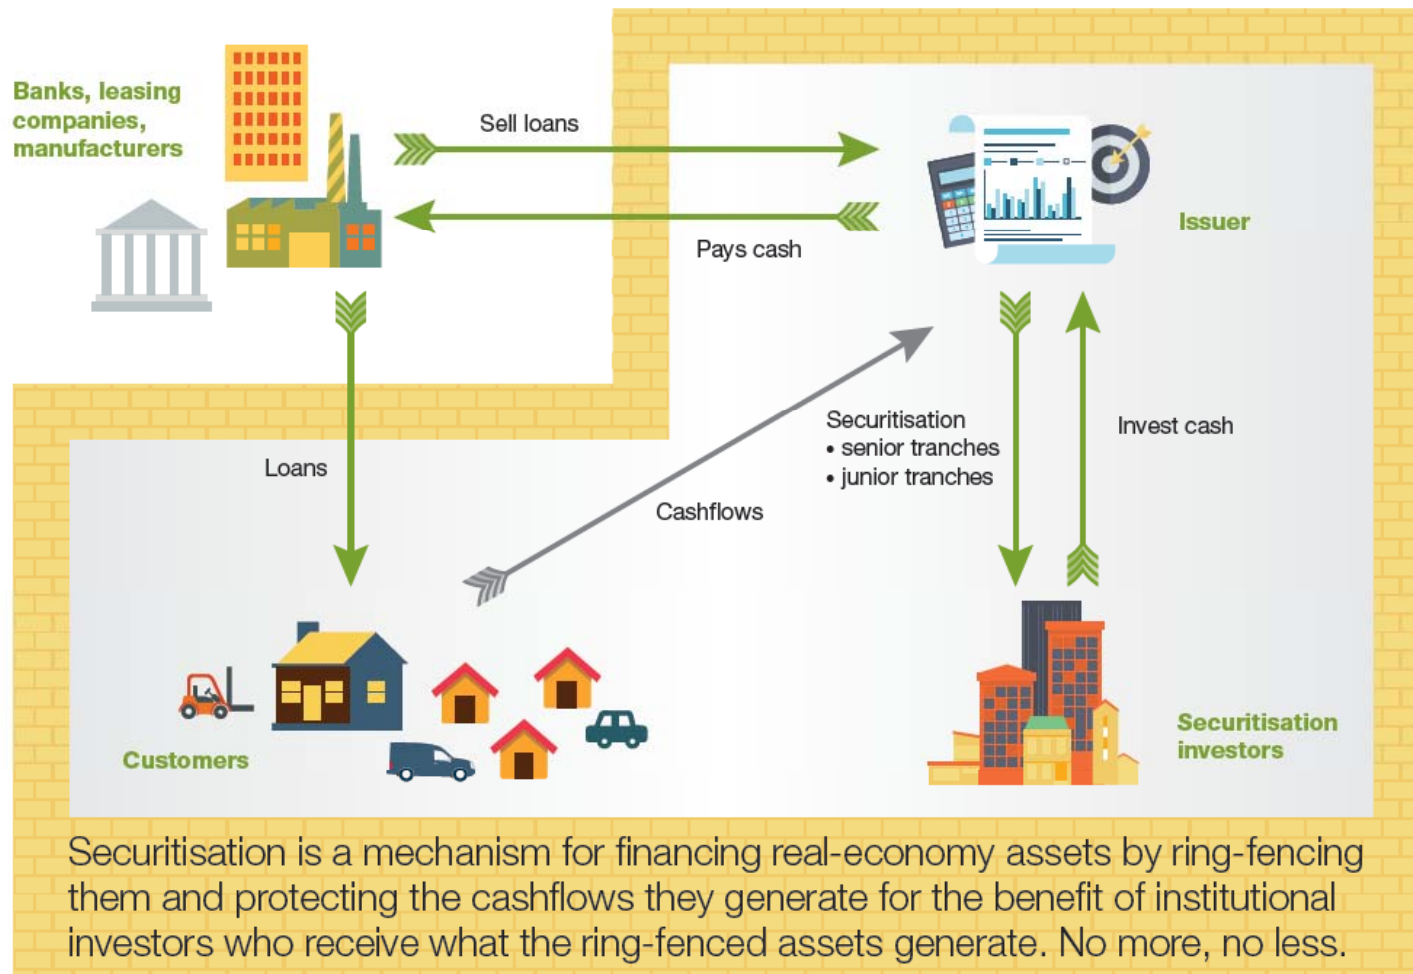 Banks, leasing
companies,
manufacturers
Sell loans
Pays cash
Issuer
Loans
Cashflows
Securitisation
• senior tranches
• junior tranches
Invest cash
Customers
Securitisation
investors
Securitisation is a mechanism for financing real-economy assets by ring-fencing
them and protecting the cashflows they generate for the benefit of institutional
investors who receive what the ring-fenced assets generate. No more, no less.